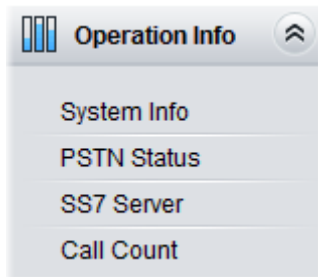 Operation Info
System Info
PSTN Status
SS7 Server
Call Count